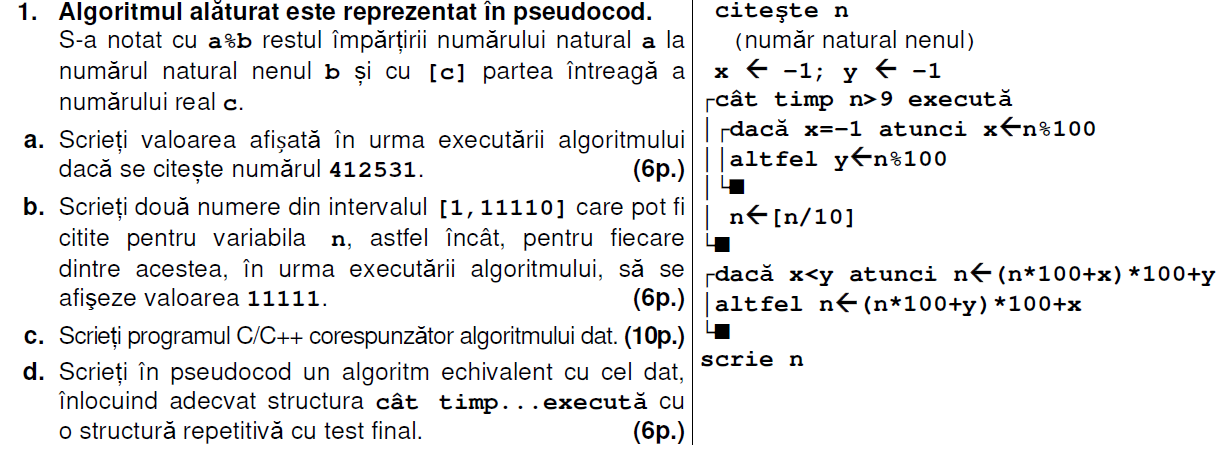 1. Algoritmul alăturat este reprezentat în pseudocod.
S-a notat cu a%b restul împărțirii numărului natural a la
numărul natural nenul b și cu [c] partea întreagă a
numărului real c.
a. Scrieți valoarea afișată în urma executării algoritmului
dacă se citește numărul 412531. (6p.)
b. Scrieți două numere din intervalul [1,11110] care pot fi
citite pentru variabila n, astfel încât, pentru fiecare
dintre acestea, în urma executării algoritmului, să se
afişeze valoarea 11111. (6p.)
c. Scrieți programul C/C++ corespunzător algoritmului dat. (10p.)
d. Scrieți în pseudocod un algoritm echivalent cu cel dat,
înlocuind adecvat structura cât timp...execută cu
o structură repetitivă cu test final. (6p.)
citeşte n
(număr natural nenul)
x ← -1; y ← -1
┌cât timp n>9 execută
│┌dacă x=-1 atunci x←n%100
││altfel y←n%100
│└■
│ n←[n/10]
└■
┌dacă x<y atunci n←(n*100+x)*100+y
│altfel n←(n*100+y)*100+x
└■
scrie n